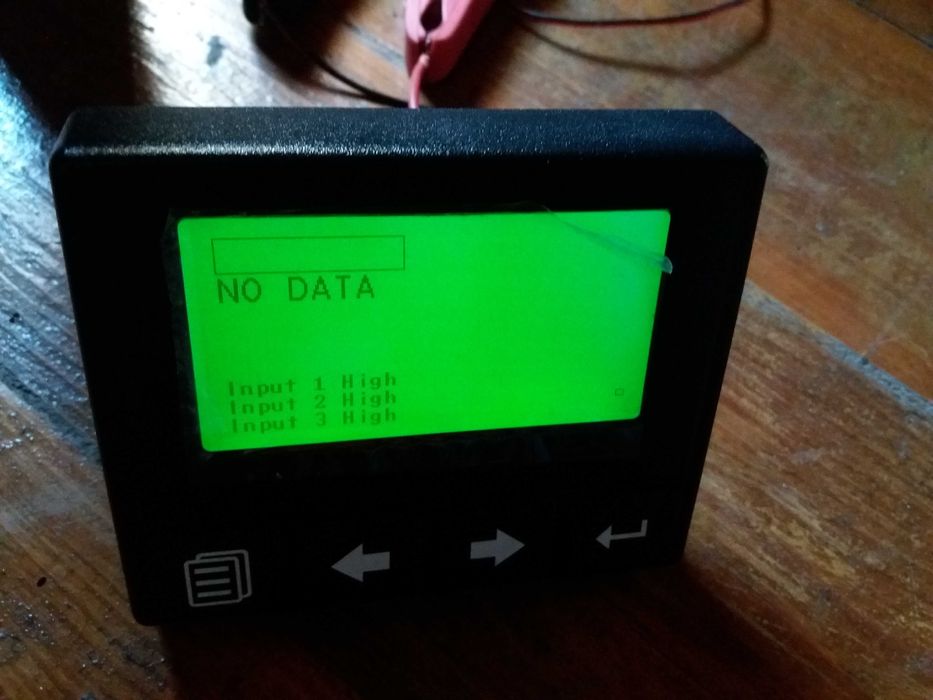 NO DATA
Input 1 High
Input 2 High
Input 3 High